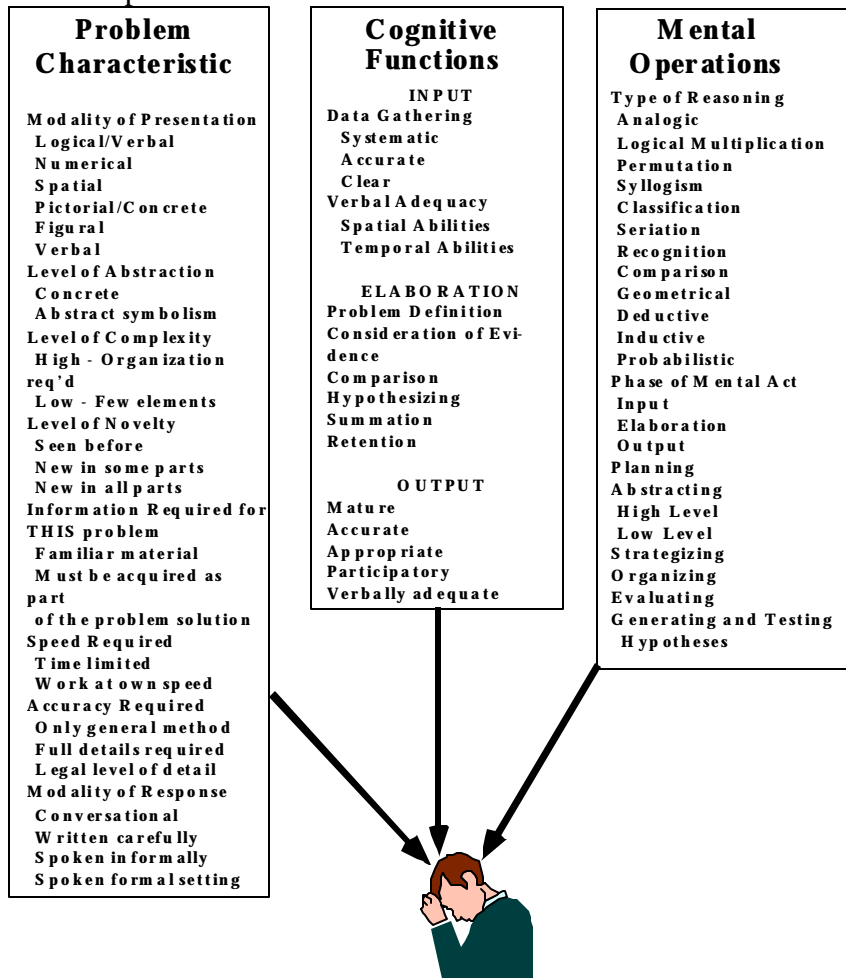 Problem
Characteristic
Modality of Presentation
Logical/Verbal
Numerical
Spatial
Pictorial/Concrete
Figural
Verbal
Level of Abstraction
Concrete
Abstract symbolism
Level of Complexity
High - Organization
req'd
Low - Few elements
Level of Novelty
Seen before
New in some parts
New in all parts
Information Required for
THIS problem
Familiar material
Must be acquired as
part
of the problem solution
Speed Required
Time limited
Work at own speed
Accuracy Required
Only general method
Full details required
Legal level of detail
Modality of Response
Conversational
Written carefully
Spoken informally
Spoken formal setting
Cognitive
Functions
INPUT
Data Gathering
Systematic
Accurate
Clear
Verbal Adequacy
Spatial Abilities
Temporal Abilities
ELABORATION
Problem Definition
Consideration of Evi-
dence
Comparison
Hypothesizing
Summation
Retention
OUTPUT
Mature
Accurate
Appropriate
Participatory
Verbally adequate
Mental
Operations
Type of Reasoning
Analogic
Logical Multiplication
Permutation
Syllogism
Classification
Seriation
Recognition
Comparison
Geometrical
Deductive
Inductive
Probabilistic
Phase of Mental Act
Input
Elaboration
Output
Planning
Abstracting
High Level
Low Level
Strategizing
Organizing
Evaluating
Generating and Testing
Hypotheses